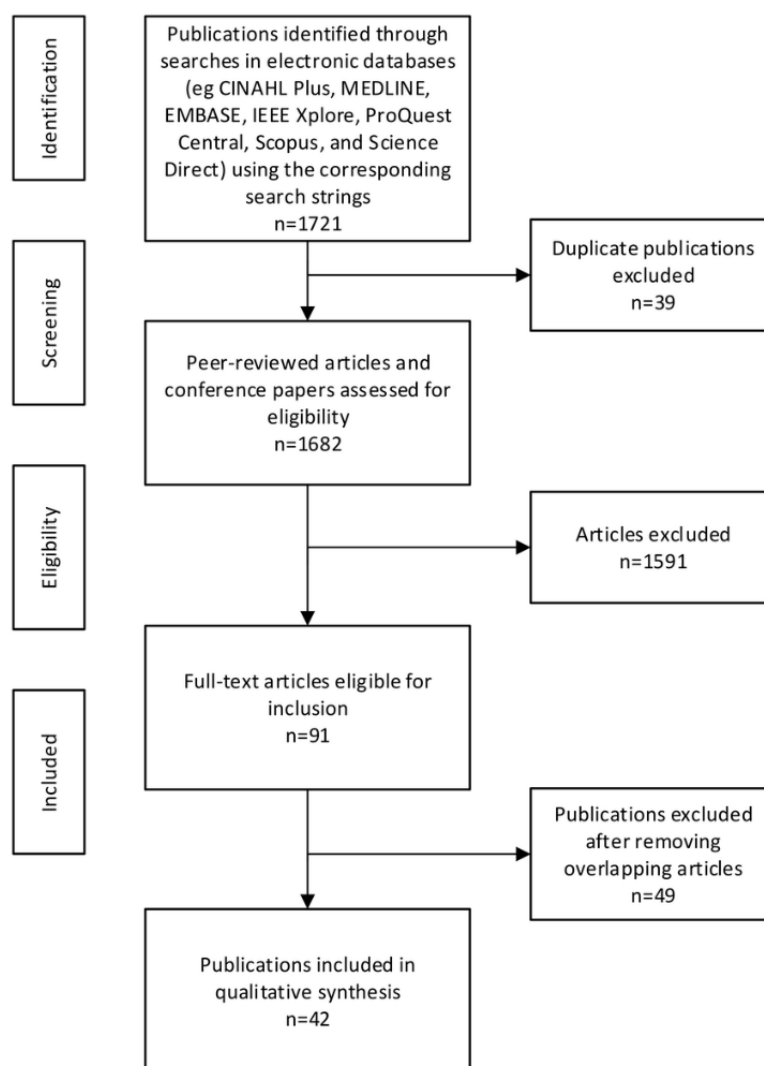 Identification
Publications identified through
searches in electronic databases
(eg CINAHL Plus, MEDLINE,
EMBASE, IEEE Xplore, ProQuest
Central, Scopus, and Science
Direct) using the corresponding
search strings
n=1721
Duplicate publications
excluded
n=39
Screening
Peer-reviewed articles and
conference papers assessed for
eligibility
n=1682
Eligibility
Articles excluded
n=1591
Full-text articles eligible for
inclusion
n=91
Included
Publications excluded
after removing
overlapping articles
n=49
Publications included in
qualitative synthesis
n=42